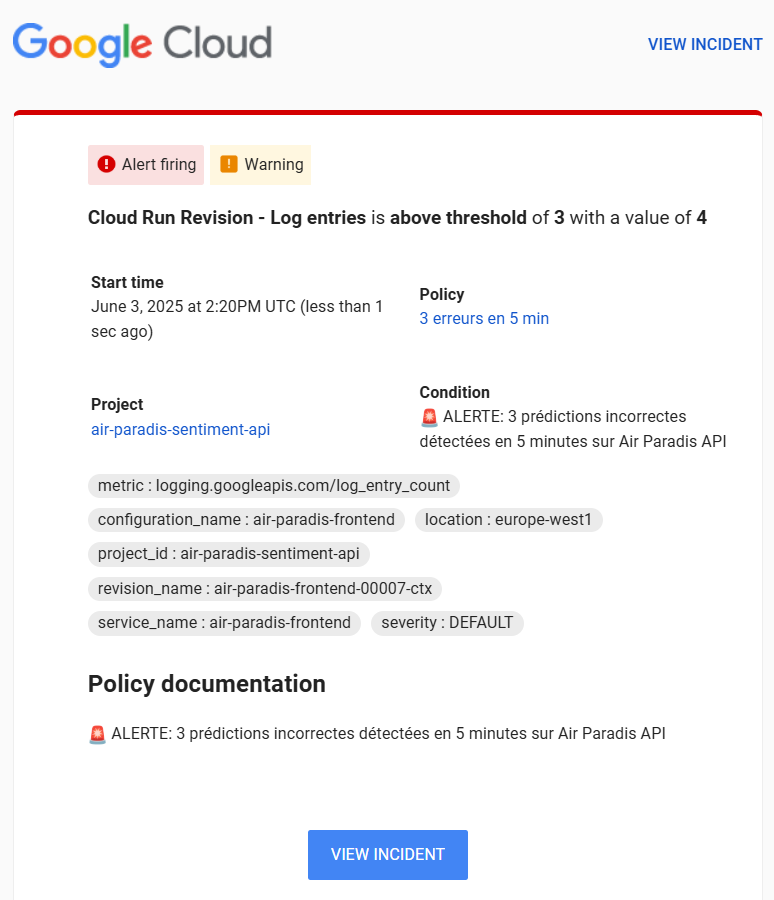 Google Cloud
VIEW INCIDENT
Alert firing
Warning
Cloud Run Revision - Log entries is above threshold of 3 with a value of 4
Start time
June 3, 2025 at 2:20PM UTC (less than 1
sec ago)
Policy
3 erreurs en 5 min
Project
air-paradis-sentiment-api
Condition
🚨 ALERTE: 3 prédictions incorrectes
détectées en 5 minutes sur Air Paradis API
metric : logging.googleapis.com/log_entry_count
configuration_name : air-paradis-frontend
location : europe-west1
project_id : air-paradis-sentiment-api
revision_name : air-paradis-frontend-00007-ctx
service_name : air-paradis-frontend
severity : DEFAULT
Policy documentation
🚨 ALERTE: 3 prédictions incorrectes détectées en 5 minutes sur Air Paradis API
VIEW INCIDENT